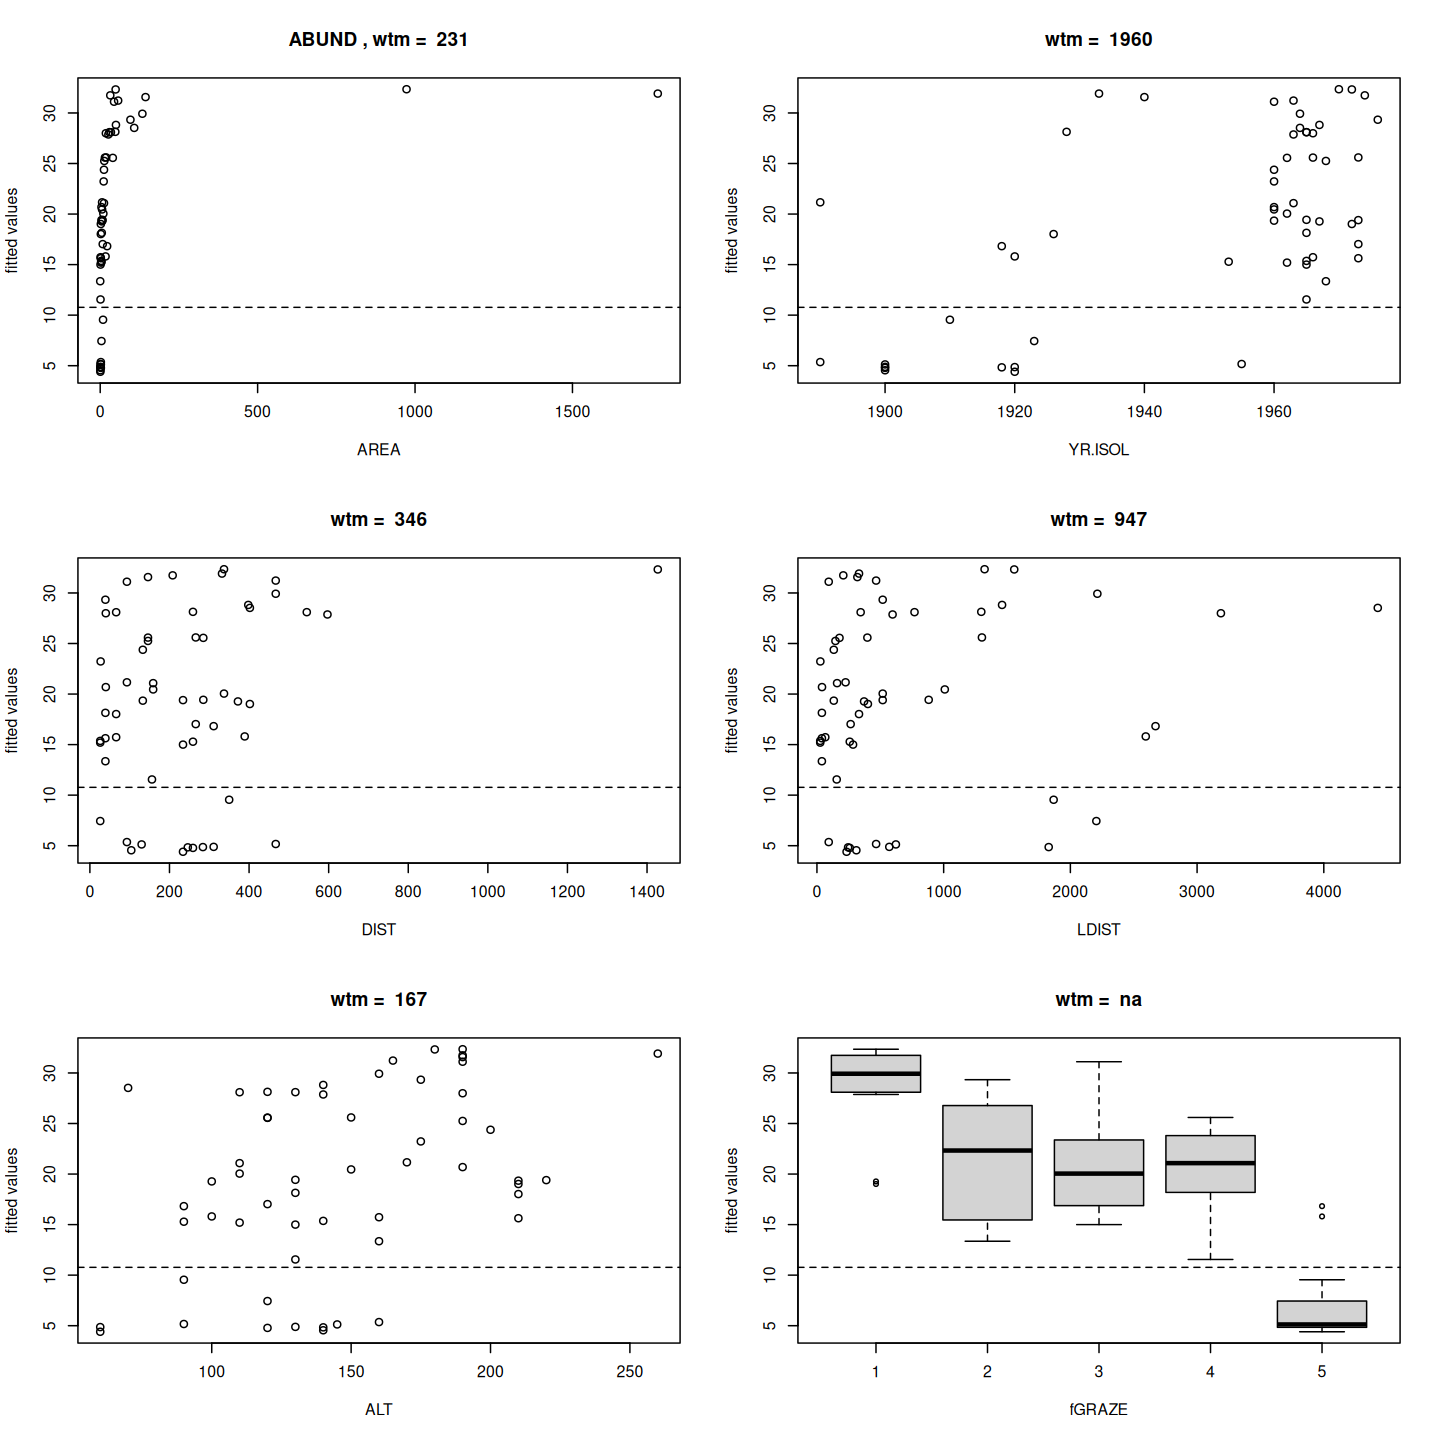 ABUND , wtm = 231
fitted values
30
25
20
15
10
5
0 500 1000 1500
AREA
wtm = 1960
fitted values
30
25
20
15
10
5
1900 1920 1940 1960
YR.ISOL
wtm = 346
fitted values
30
25
20
15
10
5
0 200 400 600 800 1000 1200 1400
DIST
wtm = 947
fitted values
30
25
20
15
10
5
0 1000 2000 3000 4000
LDIST
wtm = 167
fitted values
30
25
20
15
10
5
100 150 200 250
ALT
wtm = na
fitted values
30
25
20
15
10
5
1 2 3 4 5
fGRAZE